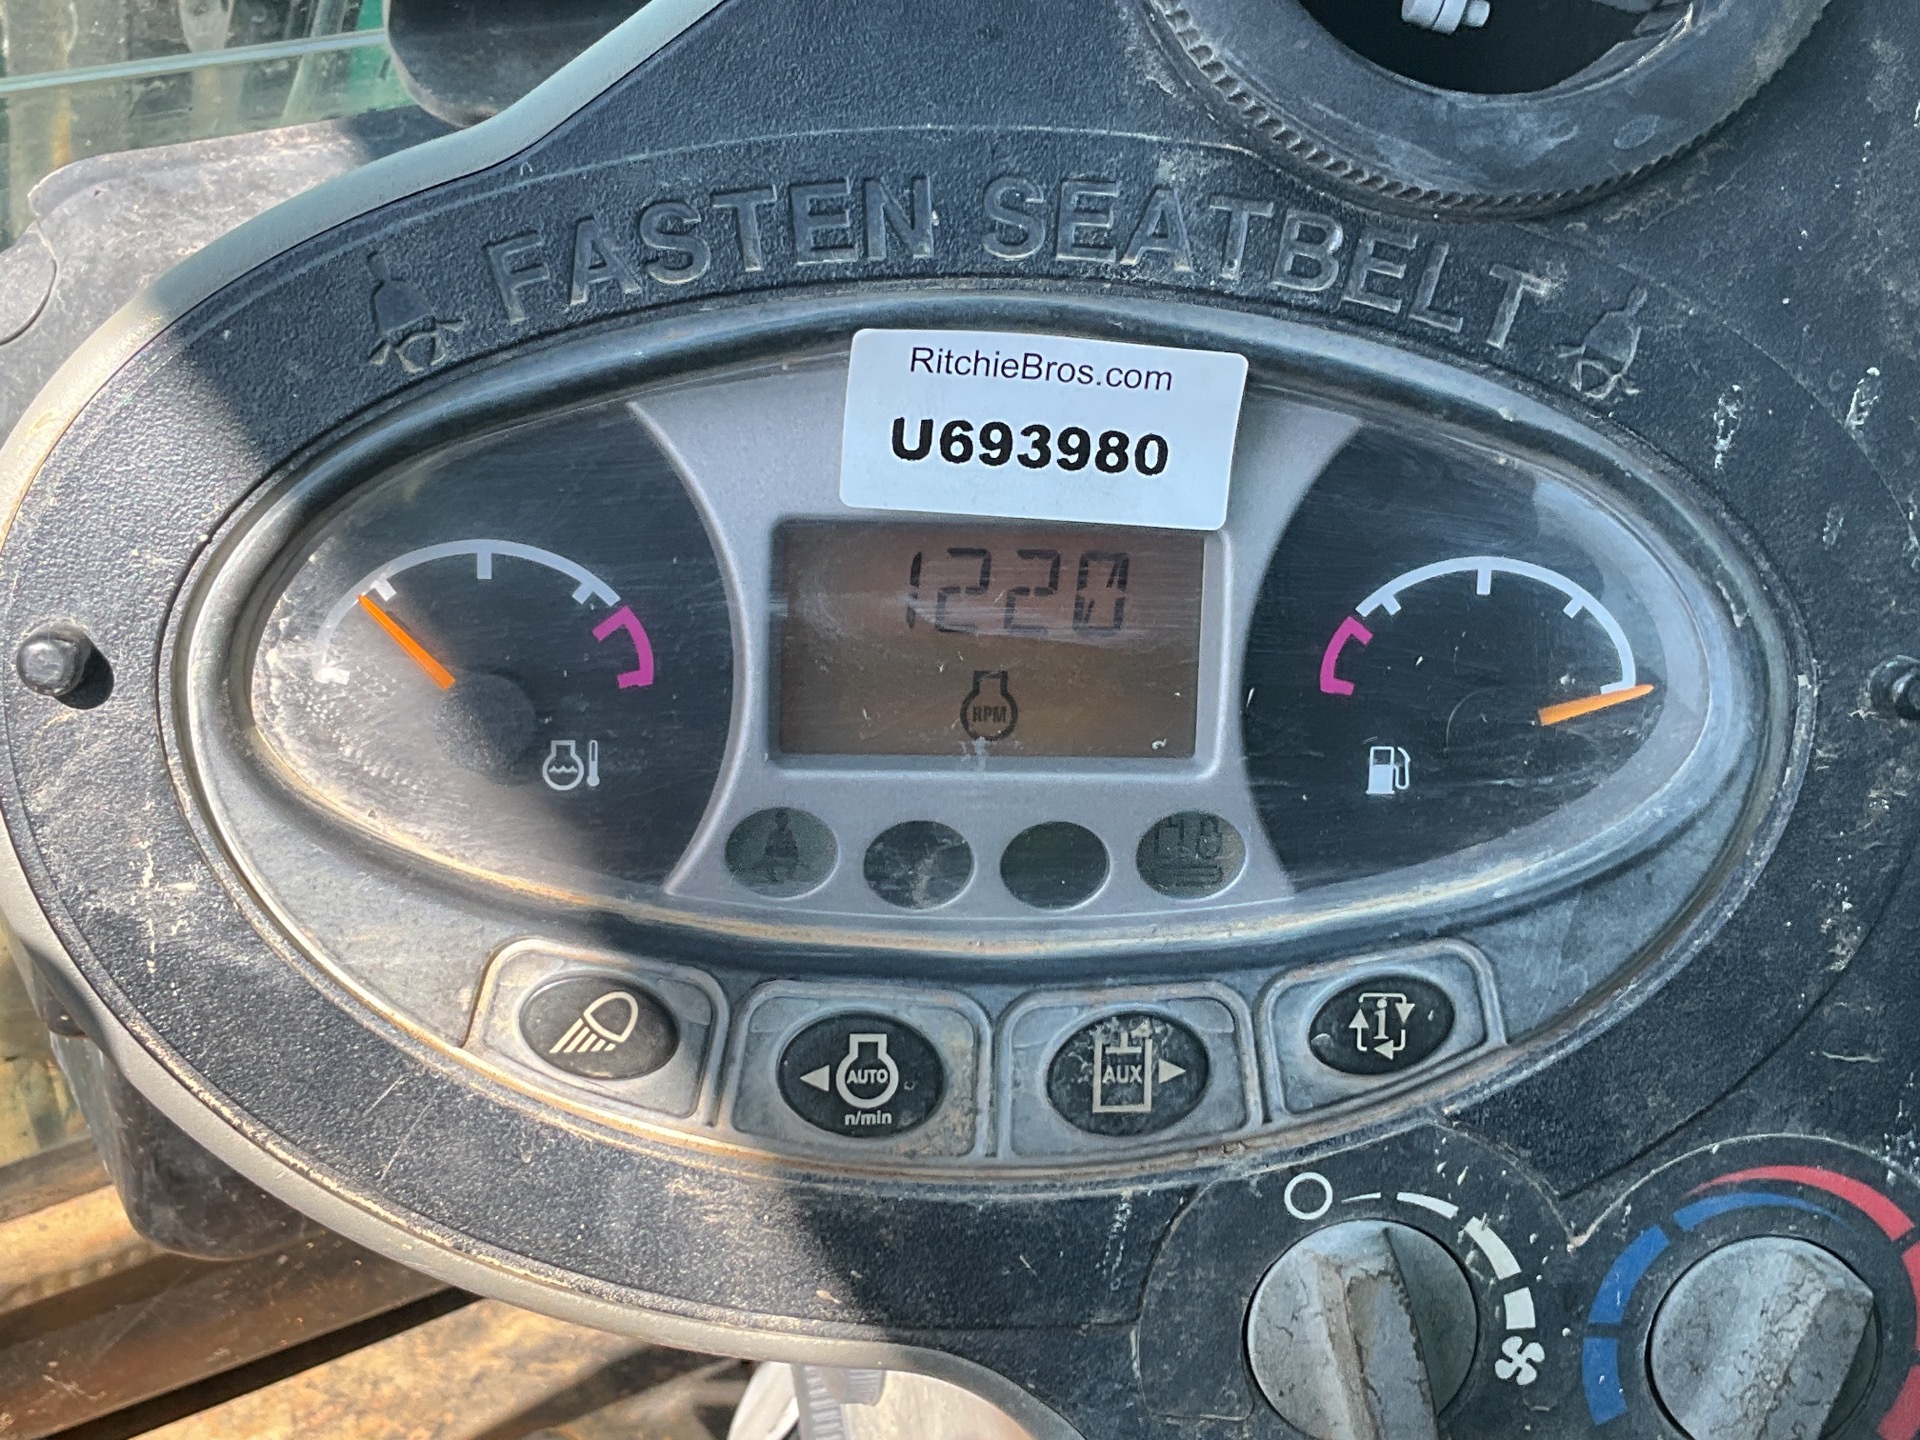 FASTEN SEATBELT
RitchieBros.com
U693980
1220
RPM
AUTO
n/min
AUX
i